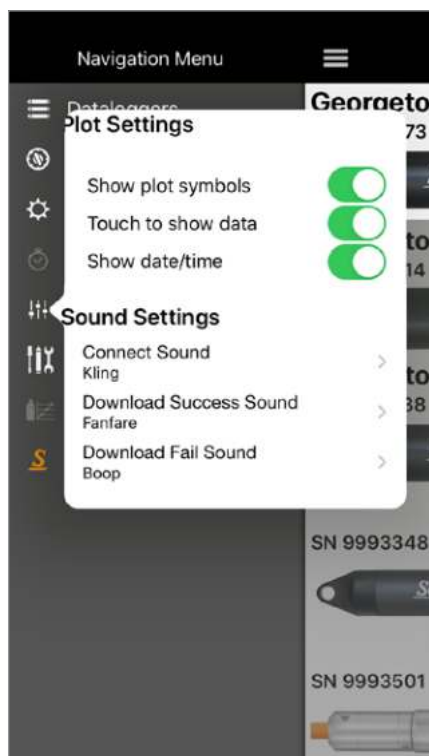 Navigation Menu
Dataloggers
Georgeto
Plot Settings
73
Show plot symbols
Touch to show data
to
Show date/time
14
Sound Settings
Connect Sound
Kling
to
Download Success Sound
38
Fanfare
Download Fail Sound
Boop
S
SN 9993348
S
SN 9993501